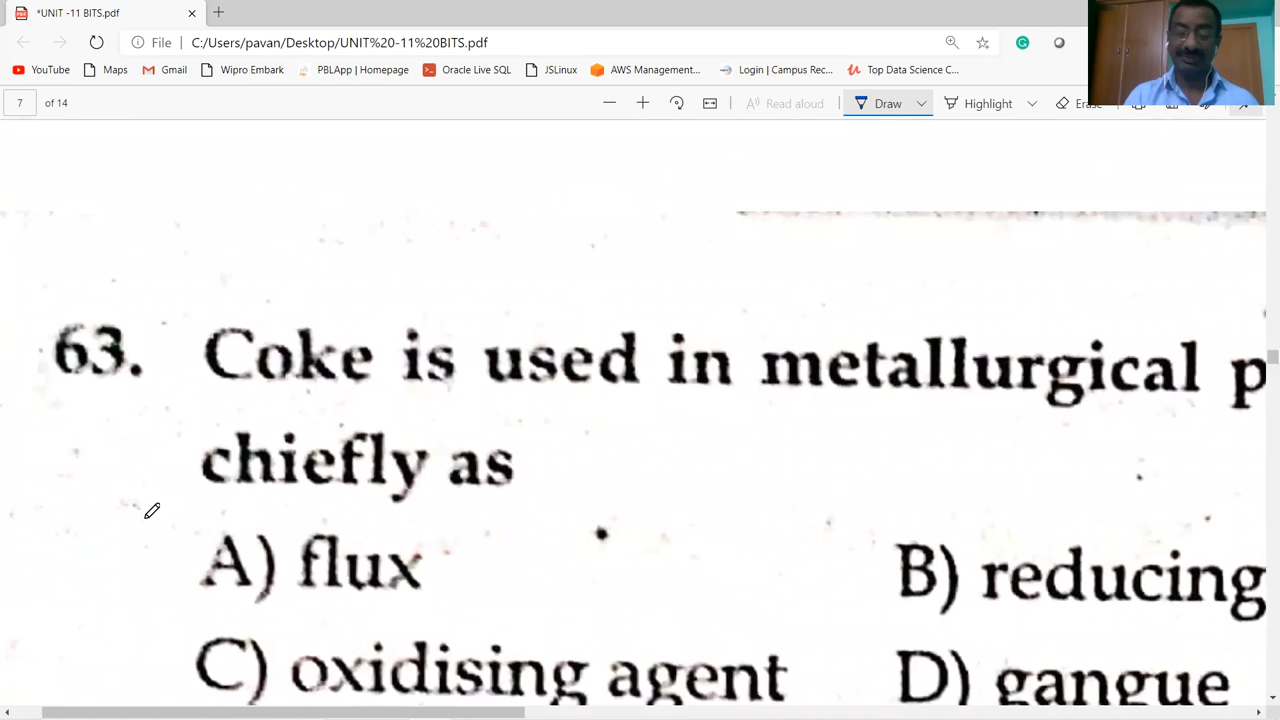 *UNIT -11 BITS.pdf
File C:/Users/pavan/Desktop/UNIT%20-11%20BITS.pdf
YouTube Maps Gmail Wipro Embark PBLApp | Homepage Oracle Live SQL JSLinux AWS Management... Login | Campus Rec... Top Data Science C...
7 of 14 Read aloud Draw Highlight
63. Coke is used in metallurgical p
chiefly as
A) flux B) reducing
C) oxidising agent D) gangue